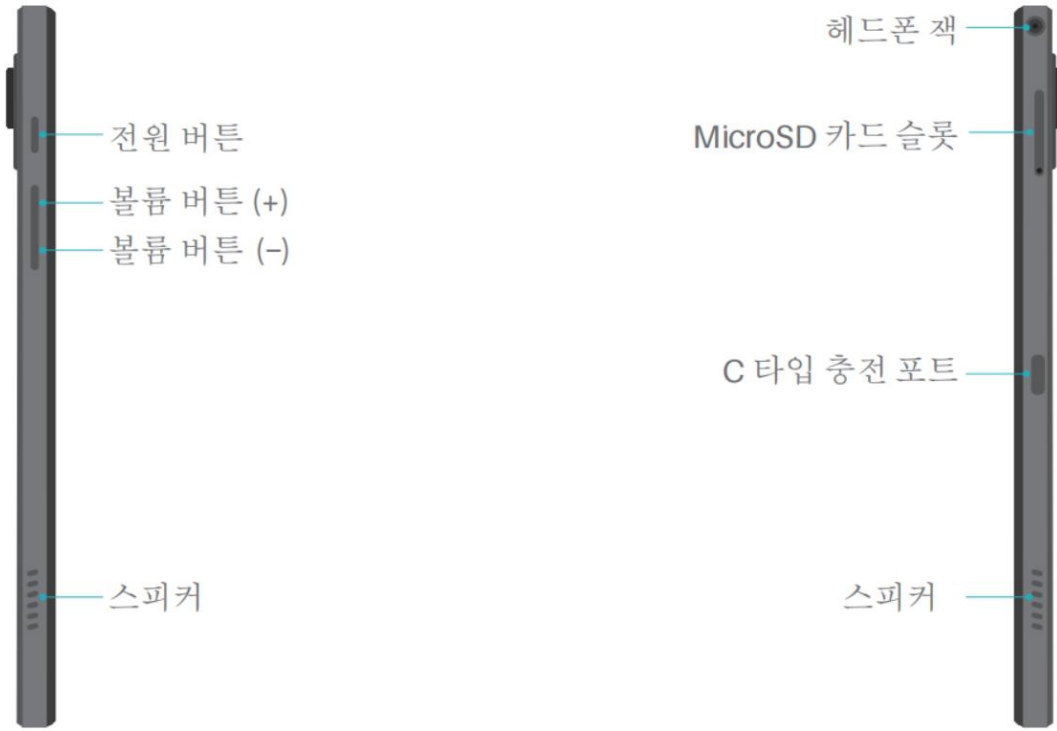 전원 버튼
볼륨 버튼 (+)
볼륨 버튼 (–)
스피커
헤드폰 잭
MicroSD 카드 슬롯
C 타입 충전 포트
스피커